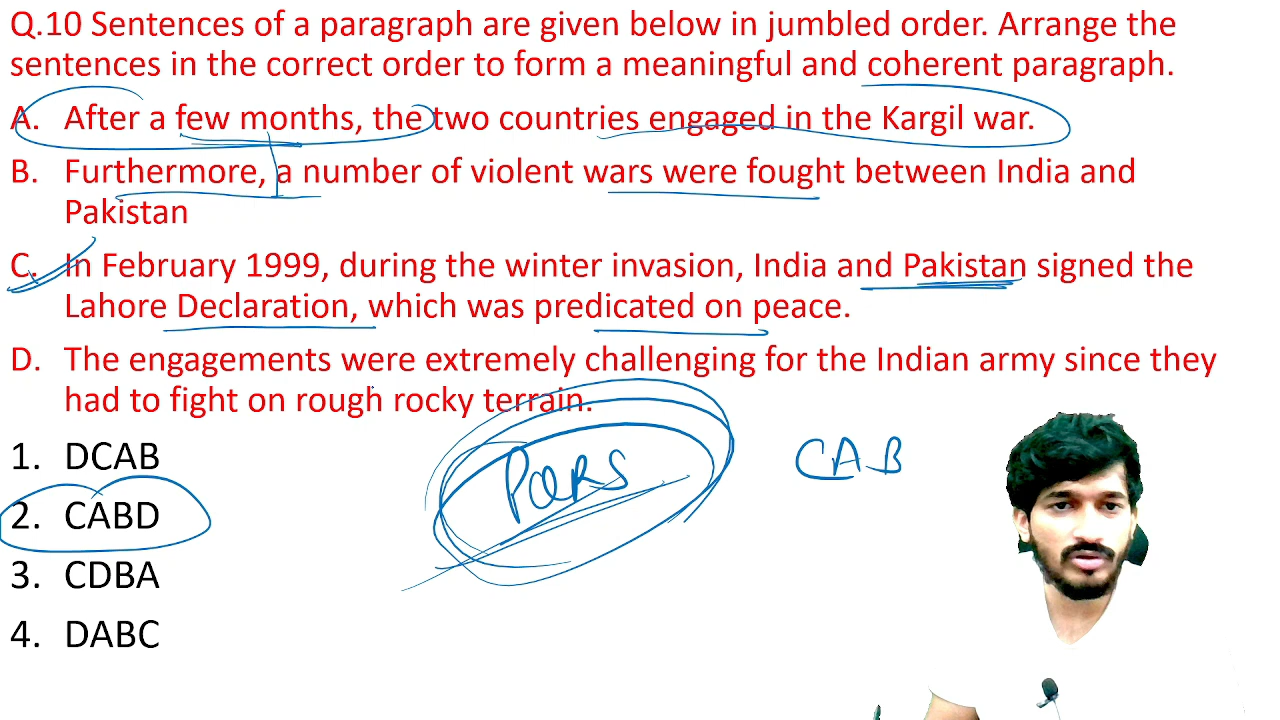 Q.10 Sentences of a paragraph are given below in jumbled order. Arrange the
sentences in the correct order to form a meaningful and coherent paragraph.
A. After a few months, the two countries engaged in the Kargil war.
B. Furthermore, a number of violent wars were fought between India and
Pakistan
C. In February 1999, during the winter invasion, India and Pakistan signed the
Lahore Declaration, which was predicated on peace.
D. The engagements were extremely challenging for the Indian army since they
had to fight on rough rocky terrain.
1. DCAB
PQRS
CAB
2. CABD
3. CDBA
4. DABC